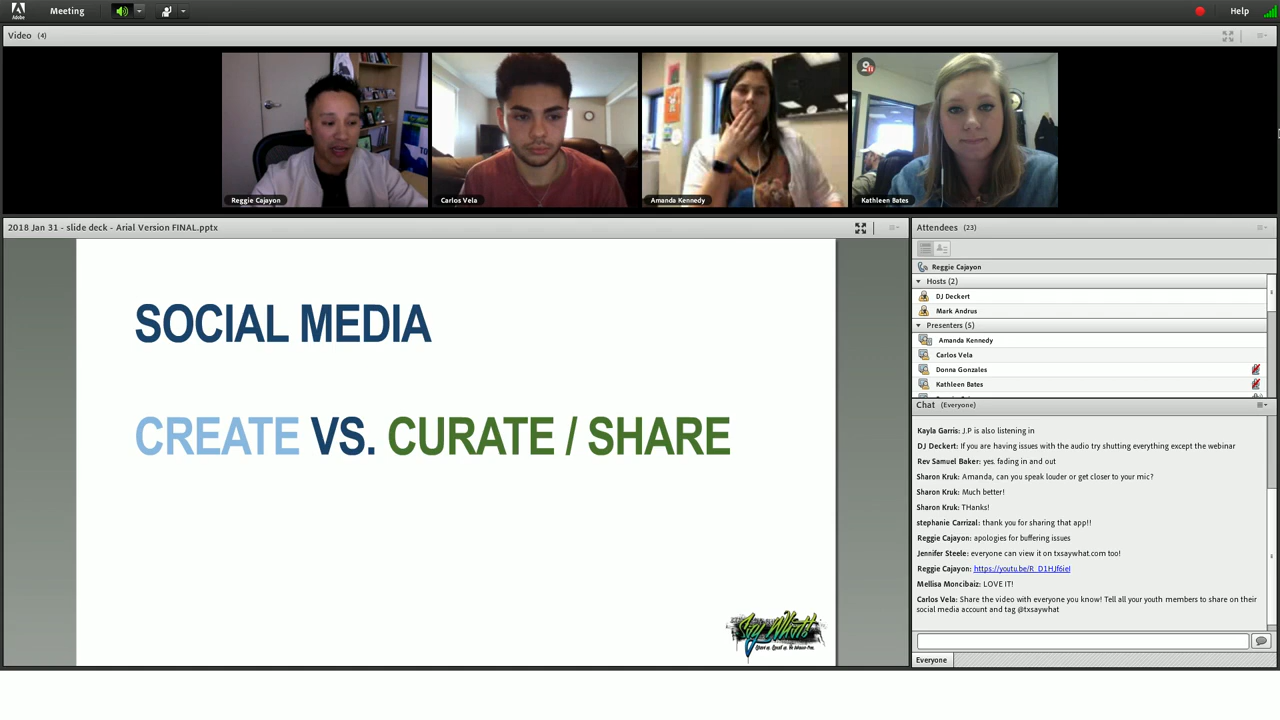 Adobe
Meeting
Help
Video (4)
Reggie Cajayon
Carlos Vela
Amanda Kennedy
Kathleen Bates
2018 Jan 31 - slide deck - Arial Version FINAL.pptx
SOCIAL MEDIA
CREATE VS. CURATE / SHARE
Say What!
Attendees (23)
Reggie Cajayon
Hosts (2)
DJ Deckert
Mark Andrus
Presenters (5)
Amanda Kennedy
Carlos Vela
Donna Gonzales
Kathleen Bates
Chat (Everyone)
Kayla Garris: J.P is also listening in
DJ Deckert: If you are having issues with the audio try shutting everything except the webinar
Rev Samuel Baker: yes. fading in and out
Sharon Kruk: Amanda, can you speak louder or get closer to your mic?
Sharon Kruk: Much better!
Sharon Kruk: THanks!
stephanie Carrizal: thank you for sharing that app!!
Reggie Cajayon: apologies for buffering issues
Jennifer Steele: everyone can view it on txsaywhat.com too!
Reggie Cajayon: https://youtu.be/R_D1HJf6ieI
Mellisa Moncibaiz: LOVE IT!
Carlos Vela: Share the video with everyone you know! Tell all your youth members to share on their
social media account and tag @txsaywhat
Everyone